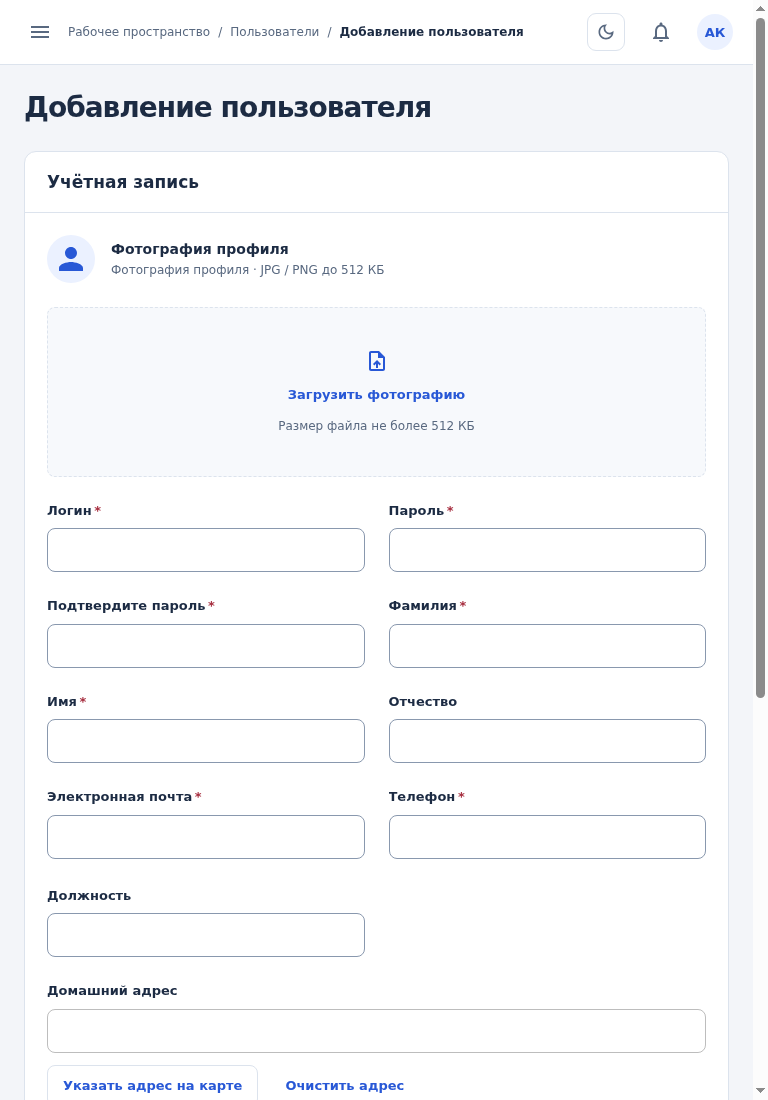 Рабочее пространство / Пользователи / Добавление пользователя
АК
Добавление пользователя
Учётная запись
Фотография профиля
Фотография профиля · JPG / PNG до 512 КБ
Загрузить фотографию
Размер файла не более 512 КБ
Логин *
Пароль *
Подтвердите пароль *
Фамилия *
Имя *
Отчество
Электронная почта *
Телефон *
Должность
Домашний адрес
Указать адрес на карте
Очистить адрес